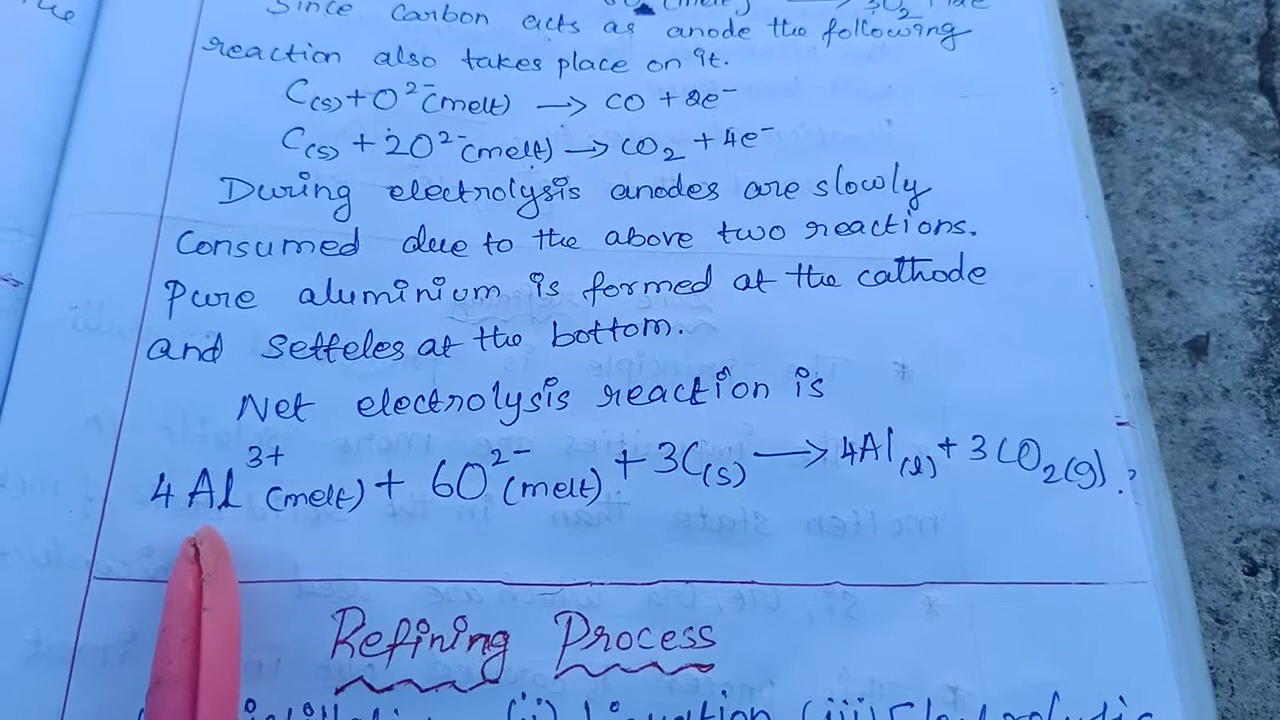 Since Carbon acts as anode the following
reaction also takes place on it.
C(s) + O²⁻(melt) → CO + 2e⁻
C(s) + 2O²⁻(melt) → CO₂ + 4e⁻
During electrolysis anodes are slowly
Consumed due to the above two reactions.
Pure aluminium is formed at the cathode
and Setteles at the bottom.
Net electrolysis reaction is
4Al³⁺(melt) + 6O²⁻(melt) + 3C(s) → 4Al(l) + 3CO₂(g).
Refining Process
(ii)